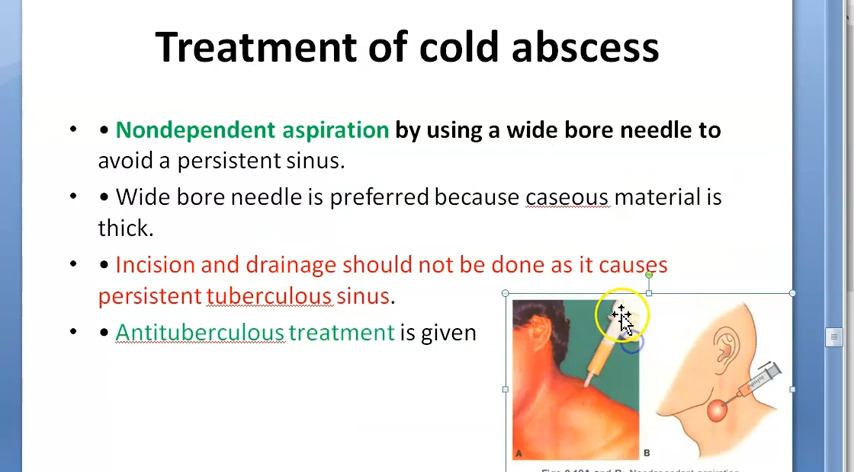 Treatment of cold abscess
• • Nondependent aspiration by using a wide bore needle to
avoid a persistent sinus.
• • Wide bore needle is preferred because caseous material is
thick.
• • Incision and drainage should not be done as it causes
persistent tuberculous sinus.
• • Antituberculous treatment is given
A
B